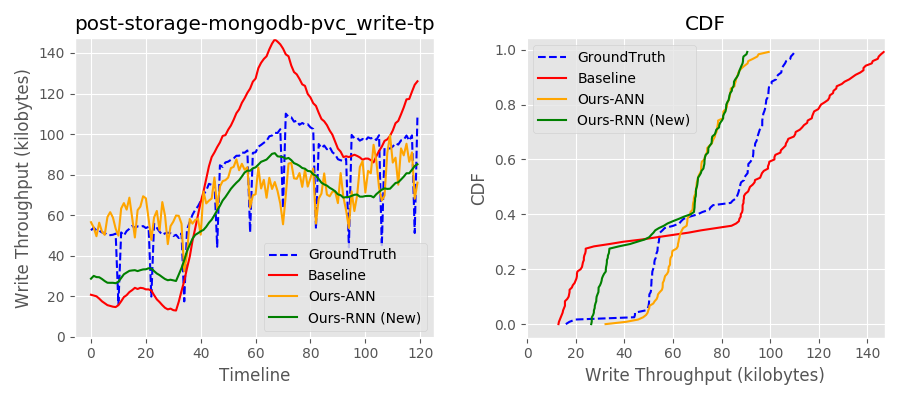 post-storage-mongodb-pvc_write-tp
Write Throughput (kilobytes)
140
120
100
80
60
40
20
0
0 20 40 60 80 100 120
Timeline
GroundTruth
Baseline
Ours-ANN
Ours-RNN (New)
CDF
CDF
1.0
0.8
0.6
0.4
0.2
0.0
0 20 40 60 80 100 120 140
Write Throughput (kilobytes)
GroundTruth
Baseline
Ours-ANN
Ours-RNN (New)